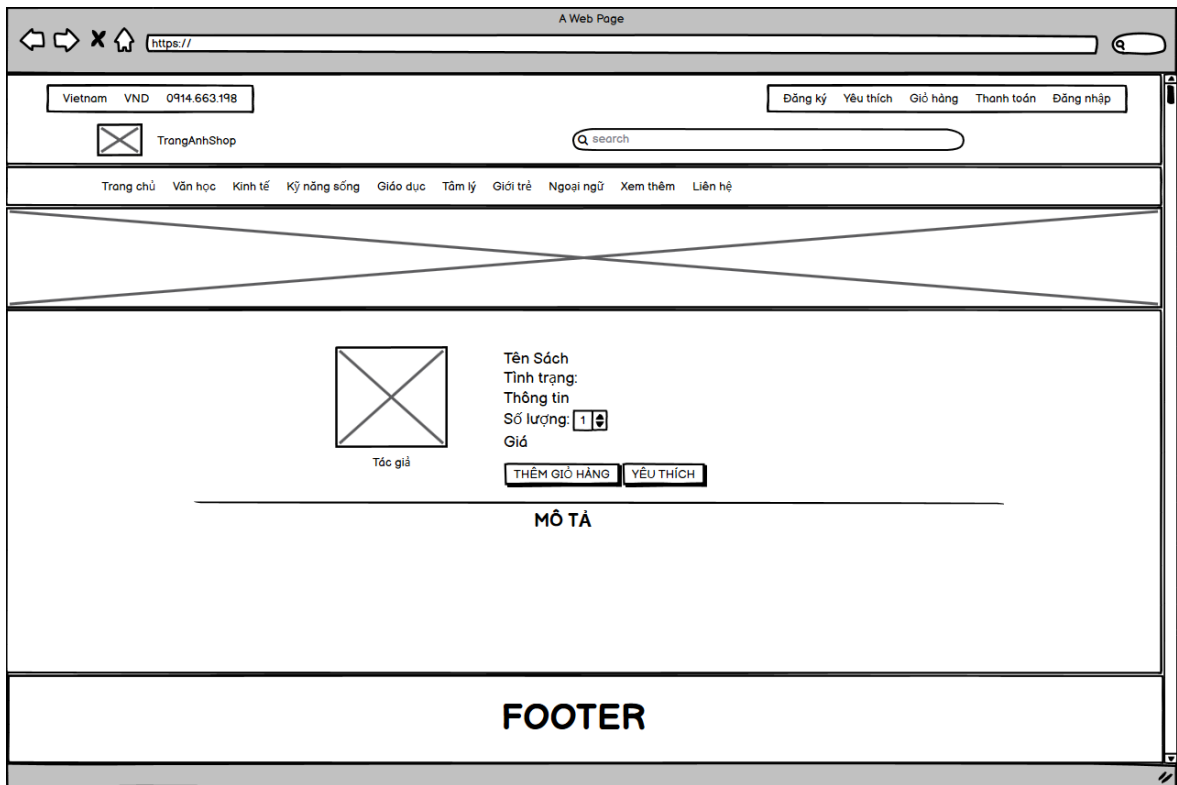 A Web Page
https://
Vietnam VND 0914.663.198
Đăng ký Yêu thích Giỏ hàng Thanh toán Đăng nhập
TrangAnhShop
search
Trang chủ Văn học Kinh tế Kỹ năng sống Giáo dục Tâm lý Giới trẻ Ngoại ngữ Xem thêm Liên hệ
Tên Sách
Tình trạng:
Thông tin
Số lượng: 1
Giá
Tác giả
THÊM GIỎ HÀNG YÊU THÍCH
MÔ TẢ
FOOTER